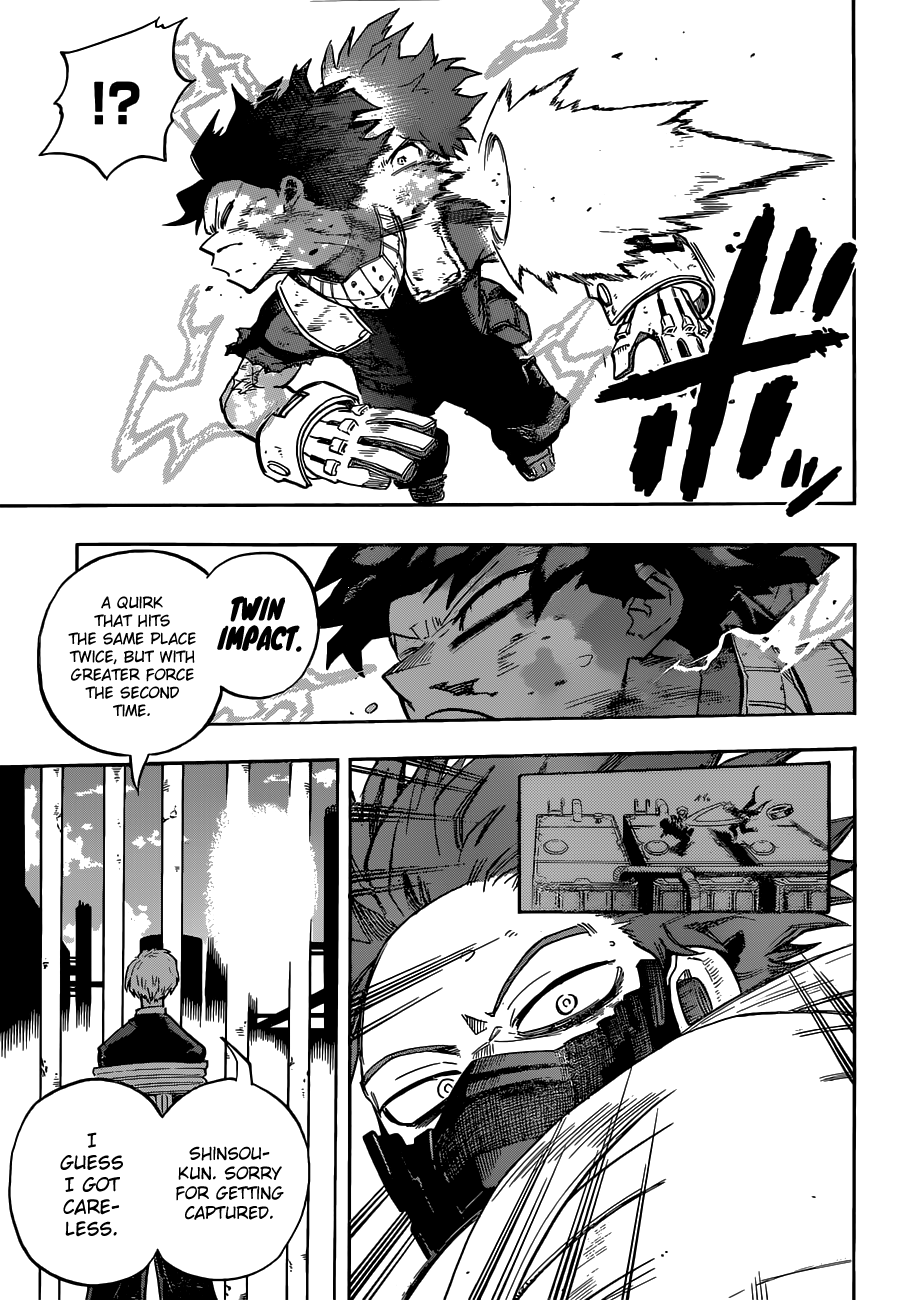 !?
TWIN
IMPACT.
A QUIRK
THAT HITS
THE SAME PLACE
TWICE, BUT WITH
GREATER FORCE
THE SECOND
TIME.
SHINSOU-
KUN. SORRY
FOR GETTING
CAPTURED.
I
GUESS
I GOT
CARE-
LESS.